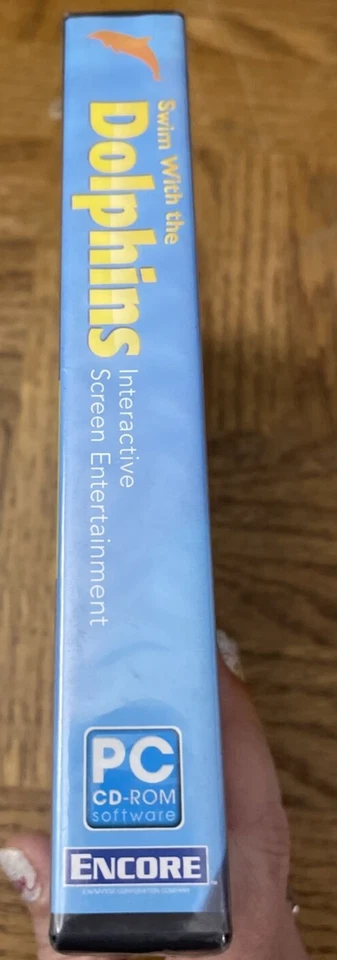 Swim With the
Dolphins
Interactive
Screen Entertainment
PC
CD-ROM
software
ENCORE